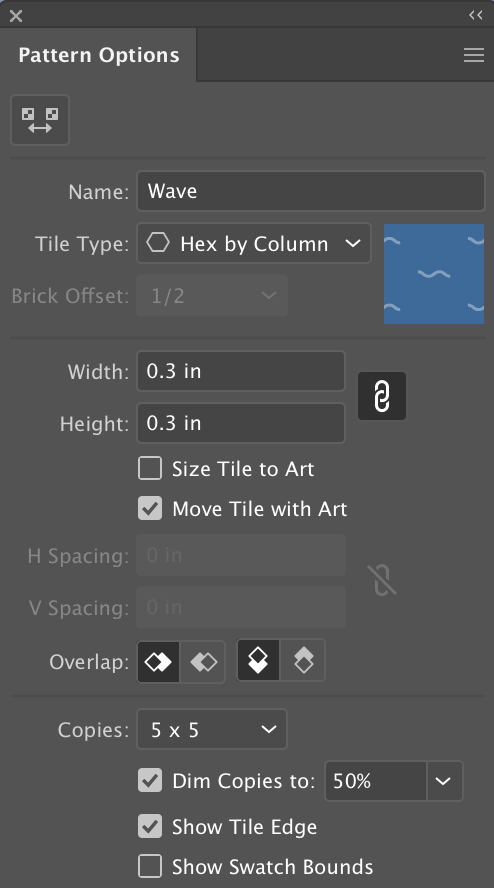 Pattern Options
Name: Wave
Tile Type: Hex by Column
Brick Offset: 1/2
Width: 0.3 in
Height: 0.3 in
Size Tile to Art
Move Tile with Art
H Spacing: 0 in
V Spacing: 0 in
Overlap:
Copies: 5 x 5
Dim Copies to: 50%
Show Tile Edge
Show Swatch Bounds